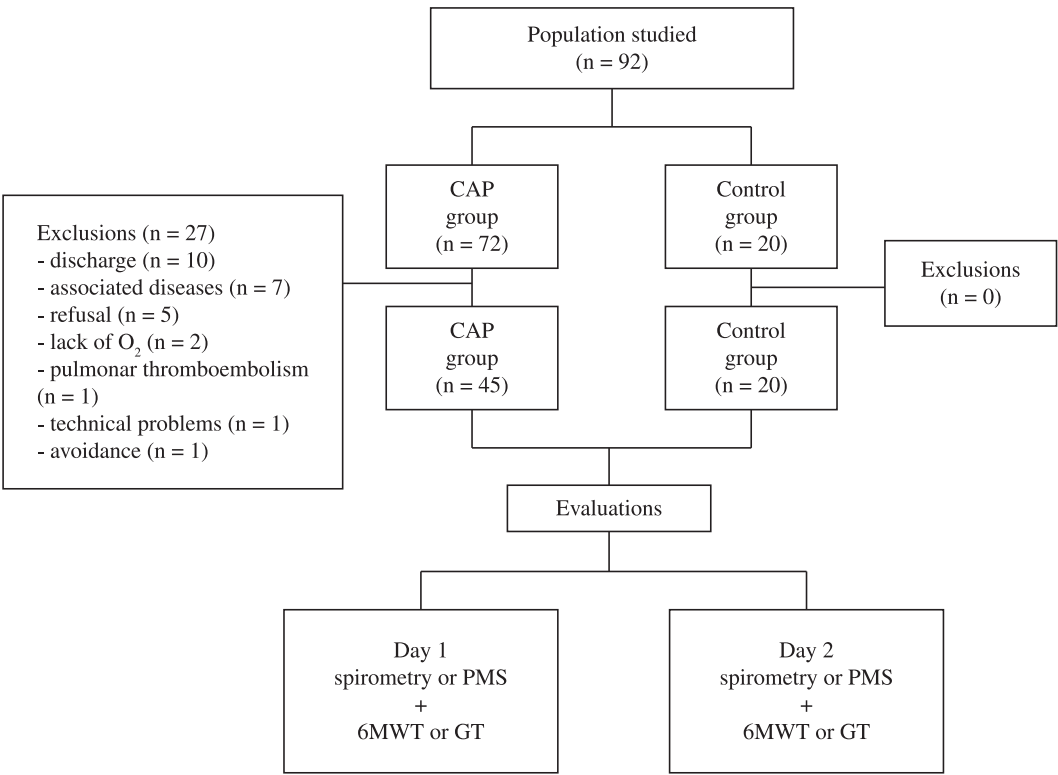 Population studied
(n = 92)
CAP
group
(n = 72)
Control
group
(n = 20)
Exclusions (n = 27)
- discharge (n = 10)
- associated diseases (n = 7)
- refusal (n = 5)
- lack of O₂ (n = 2)
- pulmonar thromboembolism
(n = 1)
- technical problems (n = 1)
- avoidance (n = 1)
Exclusions
(n = 0)
CAP
group
(n = 45)
Control
group
(n = 20)
Evaluations
Day 1
spirometry or PMS
+
6MWT or GT
Day 2
spirometry or PMS
+
6MWT or GT